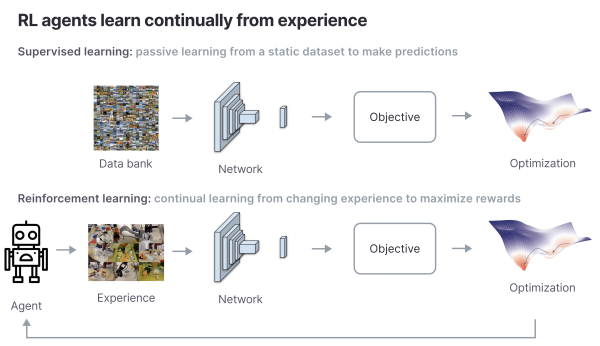 RL agents learn continually from experience
Supervised learning: passive learning from a static dataset to make predictions
Data bank
Network
Objective
Optimization
Reinforcement learning: continual learning from changing experience to maximize rewards
Agent
Experience
Network
Objective
Optimization